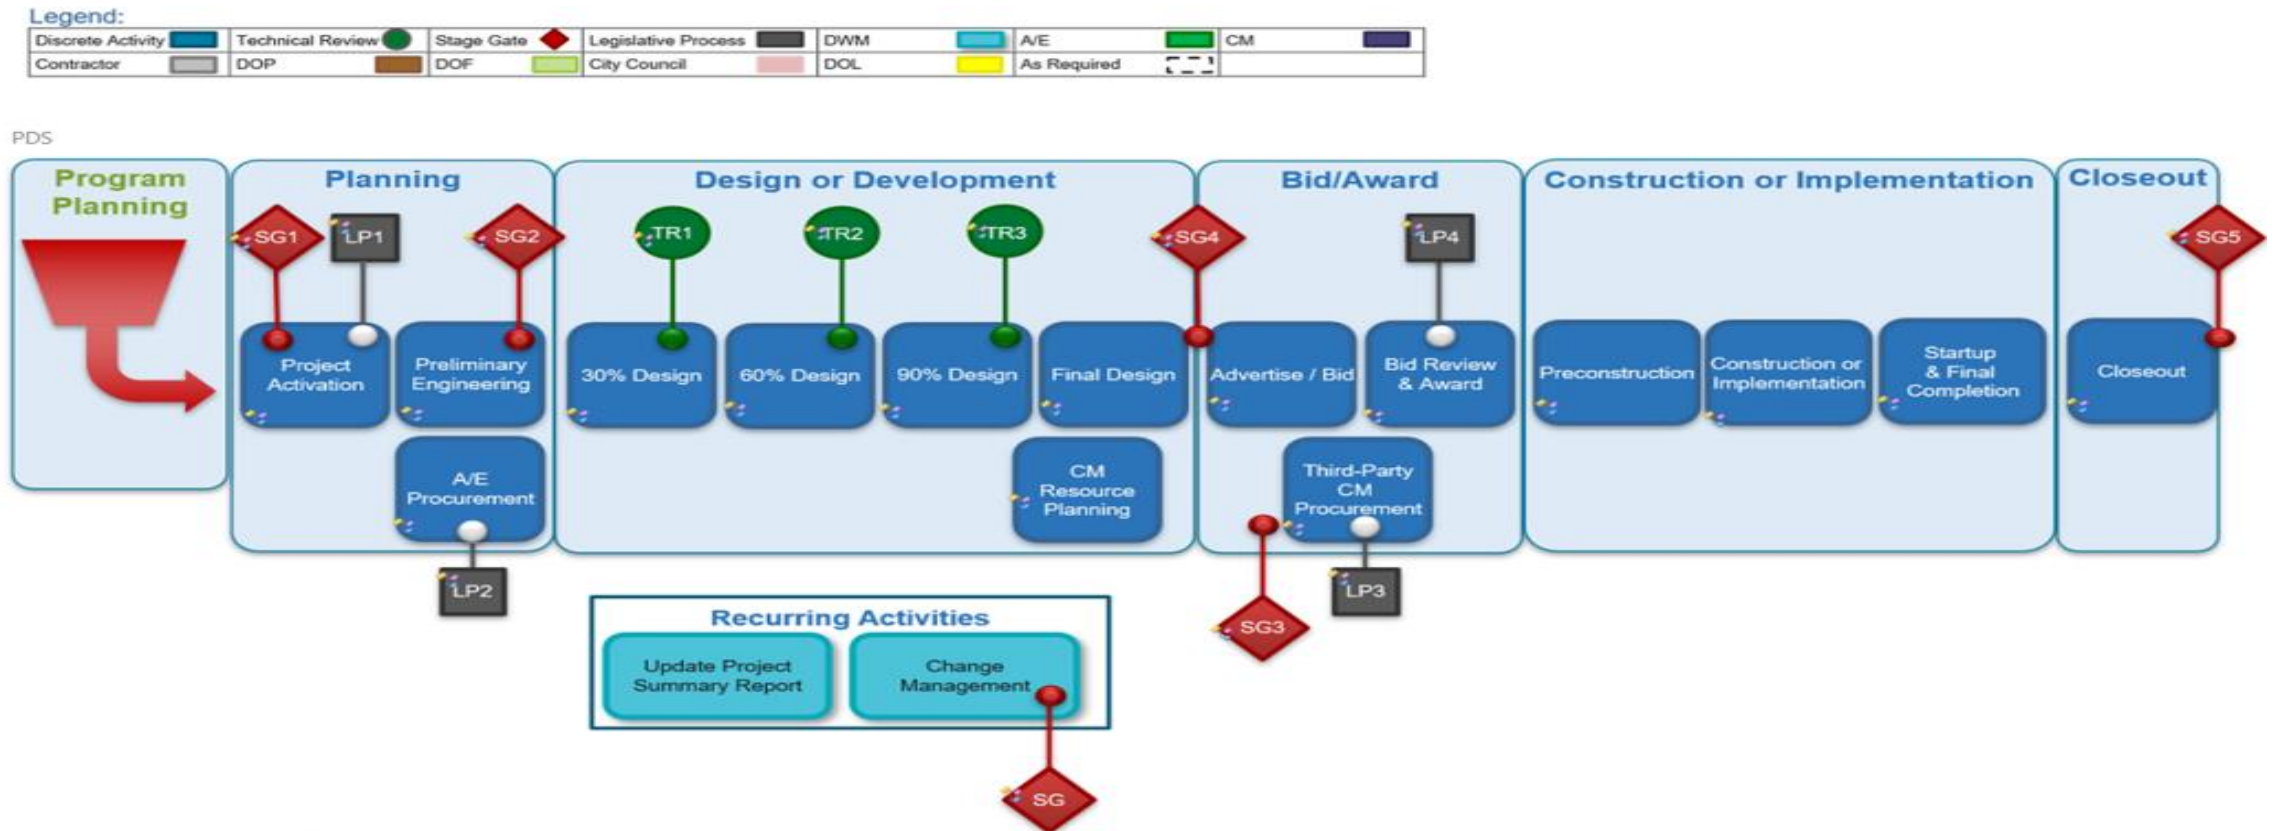 Legend:
Discrete Activity Technical Review Stage Gate Legislative Process DWM A/E CM
Contractor DOP DOF City Council DOL As Required
PDS
Program
Planning
Planning
Design or Development
Bid/Award
Construction or Implementation
Closeout
SG1
LP1
SG2
TR1
TR2
TR3
SG4
LP4
SG5
Project
Activation
Preliminary
Engineering
30% Design
60% Design
90% Design
Final Design
Advertise / Bid
Bid Review
& Award
Preconstruction
Construction or
Implementation
Startup
& Final
Completion
Closeout
A/E
Procurement
CM
Resource
Planning
Third-Party
CM
Procurement
LP2
LP3
SG3
Recurring Activities
Update Project
Summary Report
Change
Management
SG